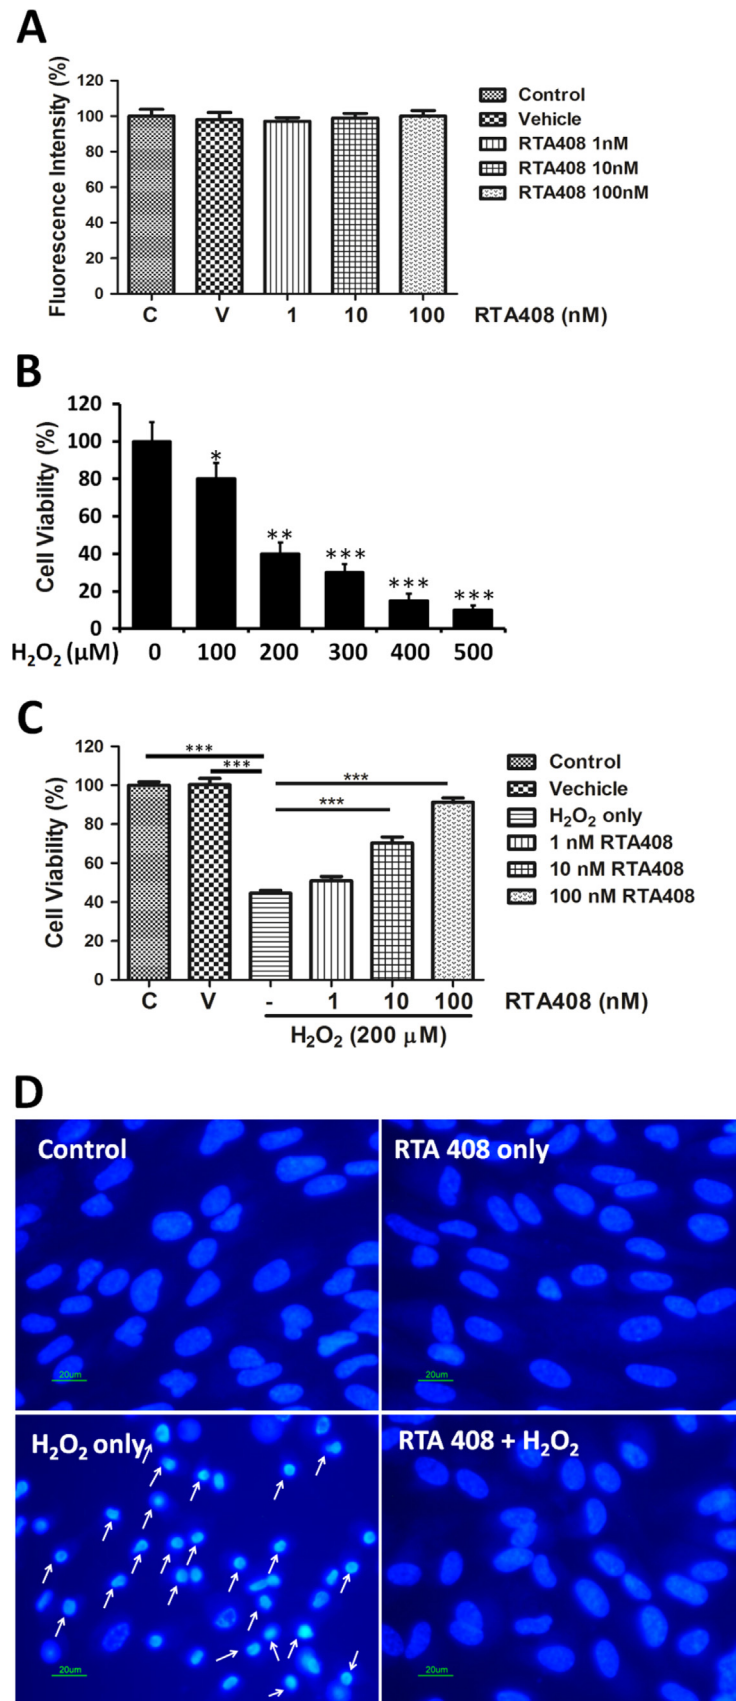 A
Fluorescence Intensity (%)
120
100
80
60
40
20
0
C V 1 10 100 RTA408 (nM)
Control
Vehicle
RTA408 1nM
RTA408 10nM
RTA408 100nM
B
Cell Viability (%)
120
100
80
60
40
20
0
*
**
***
***
***
H₂O₂ (μM) 0 100 200 300 400 500
C
Cell Viability (%)
120
100
80
60
40
20
0
***
***
***
***
C V - 1 10 100 RTA408 (nM)
H₂O₂ (200 μM)
Control
Vechicle
H₂O₂ only
1 nM RTA408
10 nM RTA408
100 nM RTA408
D
Control
20um
RTA 408 only
20um
H₂O₂ only
20um
RTA 408 + H₂O₂
20um